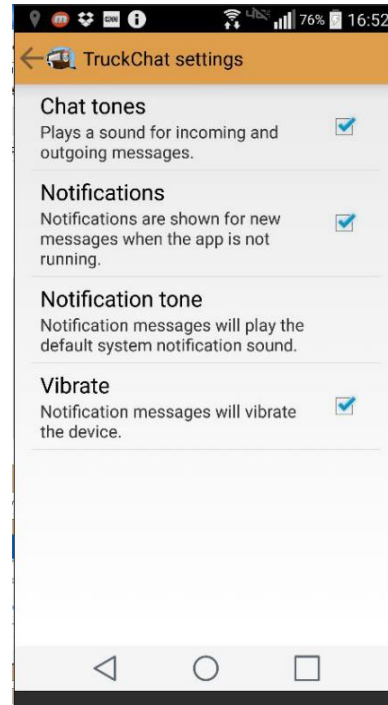 76% 16:52
TruckChat settings
Chat tones
Plays a sound for incoming and
outgoing messages.
Notifications
Notifications are shown for new
messages when the app is not
running.
Notification tone
Notification messages will play the
default system notification sound.
Vibrate
Notification messages will vibrate
the device.